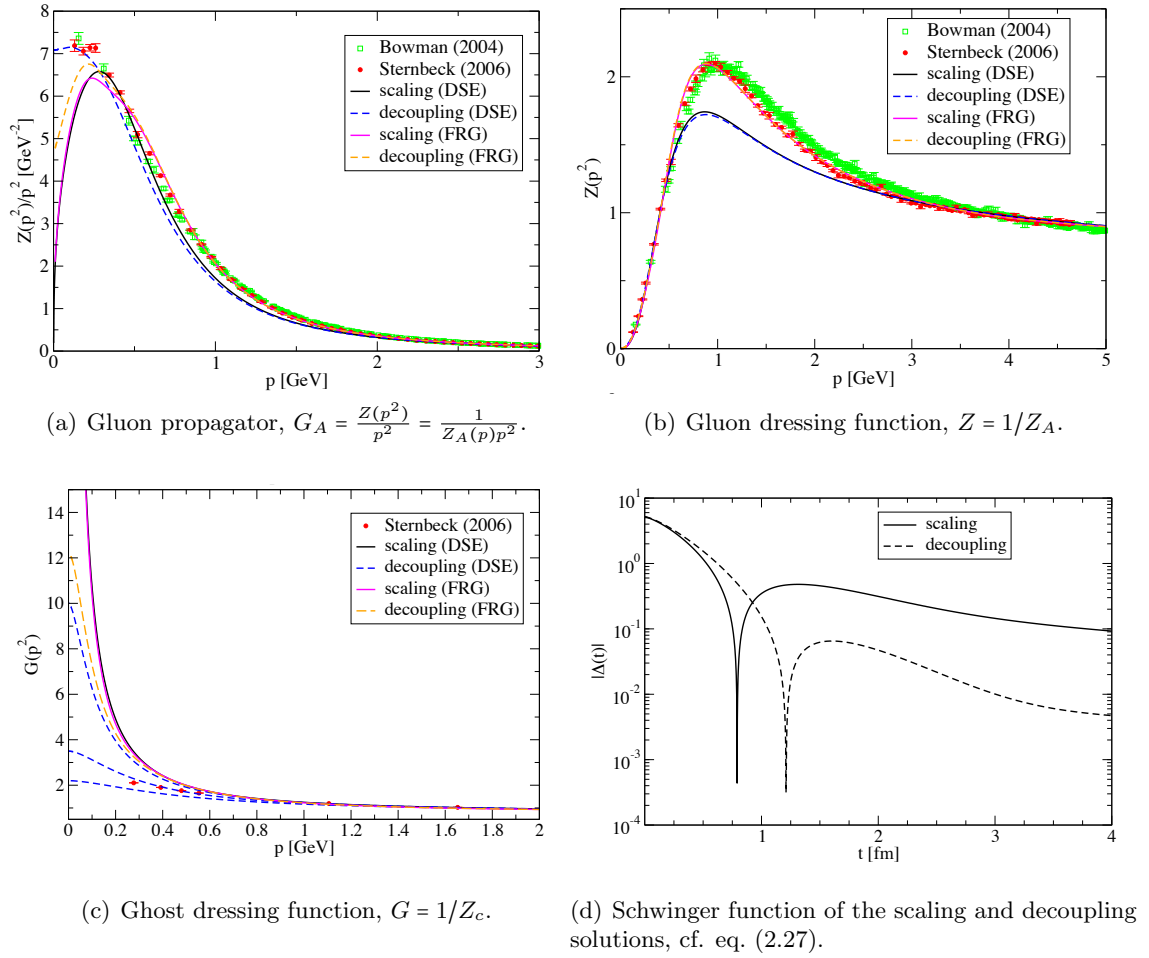 Z(p²)/p² [GeV⁻²]
8
7
6
5
4
3
2
1
0
Bowman (2004)
Sternbeck (2006)
scaling (DSE)
decoupling (DSE)
scaling (FRG)
decoupling (FRG)
0 1 2 3
p [GeV]
(a) Gluon propagator, G_A = Z(p²)/p² = 1/(Z_A(p)p²).
Z(p²)
2
1
0
Bowman (2004)
Sternbeck (2006)
scaling (DSE)
decoupling (DSE)
scaling (FRG)
decoupling (FRG)
0 1 2 3 4 5
p [GeV]
(b) Gluon dressing function, Z = 1/Z_A.
G(p²)
14
12
10
8
6
4
2
Sternbeck (2006)
scaling (DSE)
decoupling (DSE)
scaling (FRG)
decoupling (FRG)
0 0.2 0.4 0.6 0.8 1 1.2 1.4 1.6 1.8 2
p [GeV]
(c) Ghost dressing function, G = 1/Z_c.
|Δ(t)|
10¹
10⁰
10⁻¹
10⁻²
10⁻³
10⁻⁴
scaling
decoupling
1 2 3 4
t [fm]
(d) Schwinger function of the scaling and decoupling
solutions, cf. eq. (2.27).